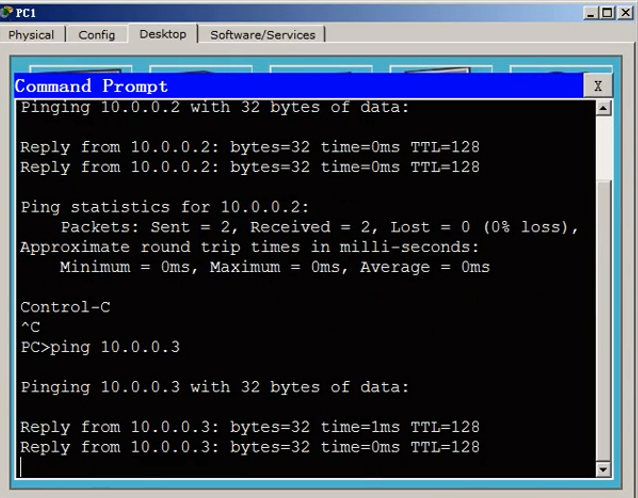 PC1
Physical Config Desktop Software/Services
Command Prompt X
Pinging 10.0.0.2 with 32 bytes of data:
Reply from 10.0.0.2: bytes=32 time=0ms TTL=128
Reply from 10.0.0.2: bytes=32 time=0ms TTL=128
Ping statistics for 10.0.0.2:
Packets: Sent = 2, Received = 2, Lost = 0 (0% loss),
Approximate round trip times in milli-seconds:
Minimum = 0ms, Maximum = 0ms, Average = 0ms
Control-C
^C
PC>ping 10.0.0.3
Pinging 10.0.0.3 with 32 bytes of data:
Reply from 10.0.0.3: bytes=32 time=1ms TTL=128
Reply from 10.0.0.3: bytes=32 time=0ms TTL=128